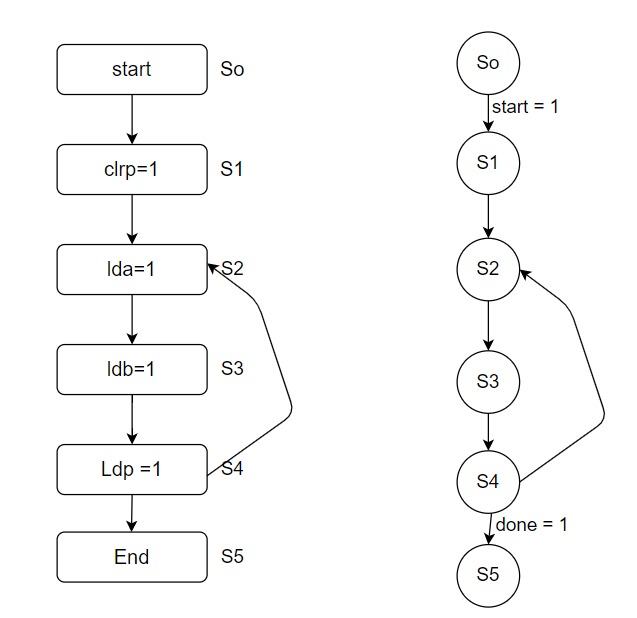 start So
clrp=1 S1
lda=1 S2
ldb=1 S3
Ldp =1 S4
End S5
So
start = 1
S1
S2
S3
S4
done = 1
S5